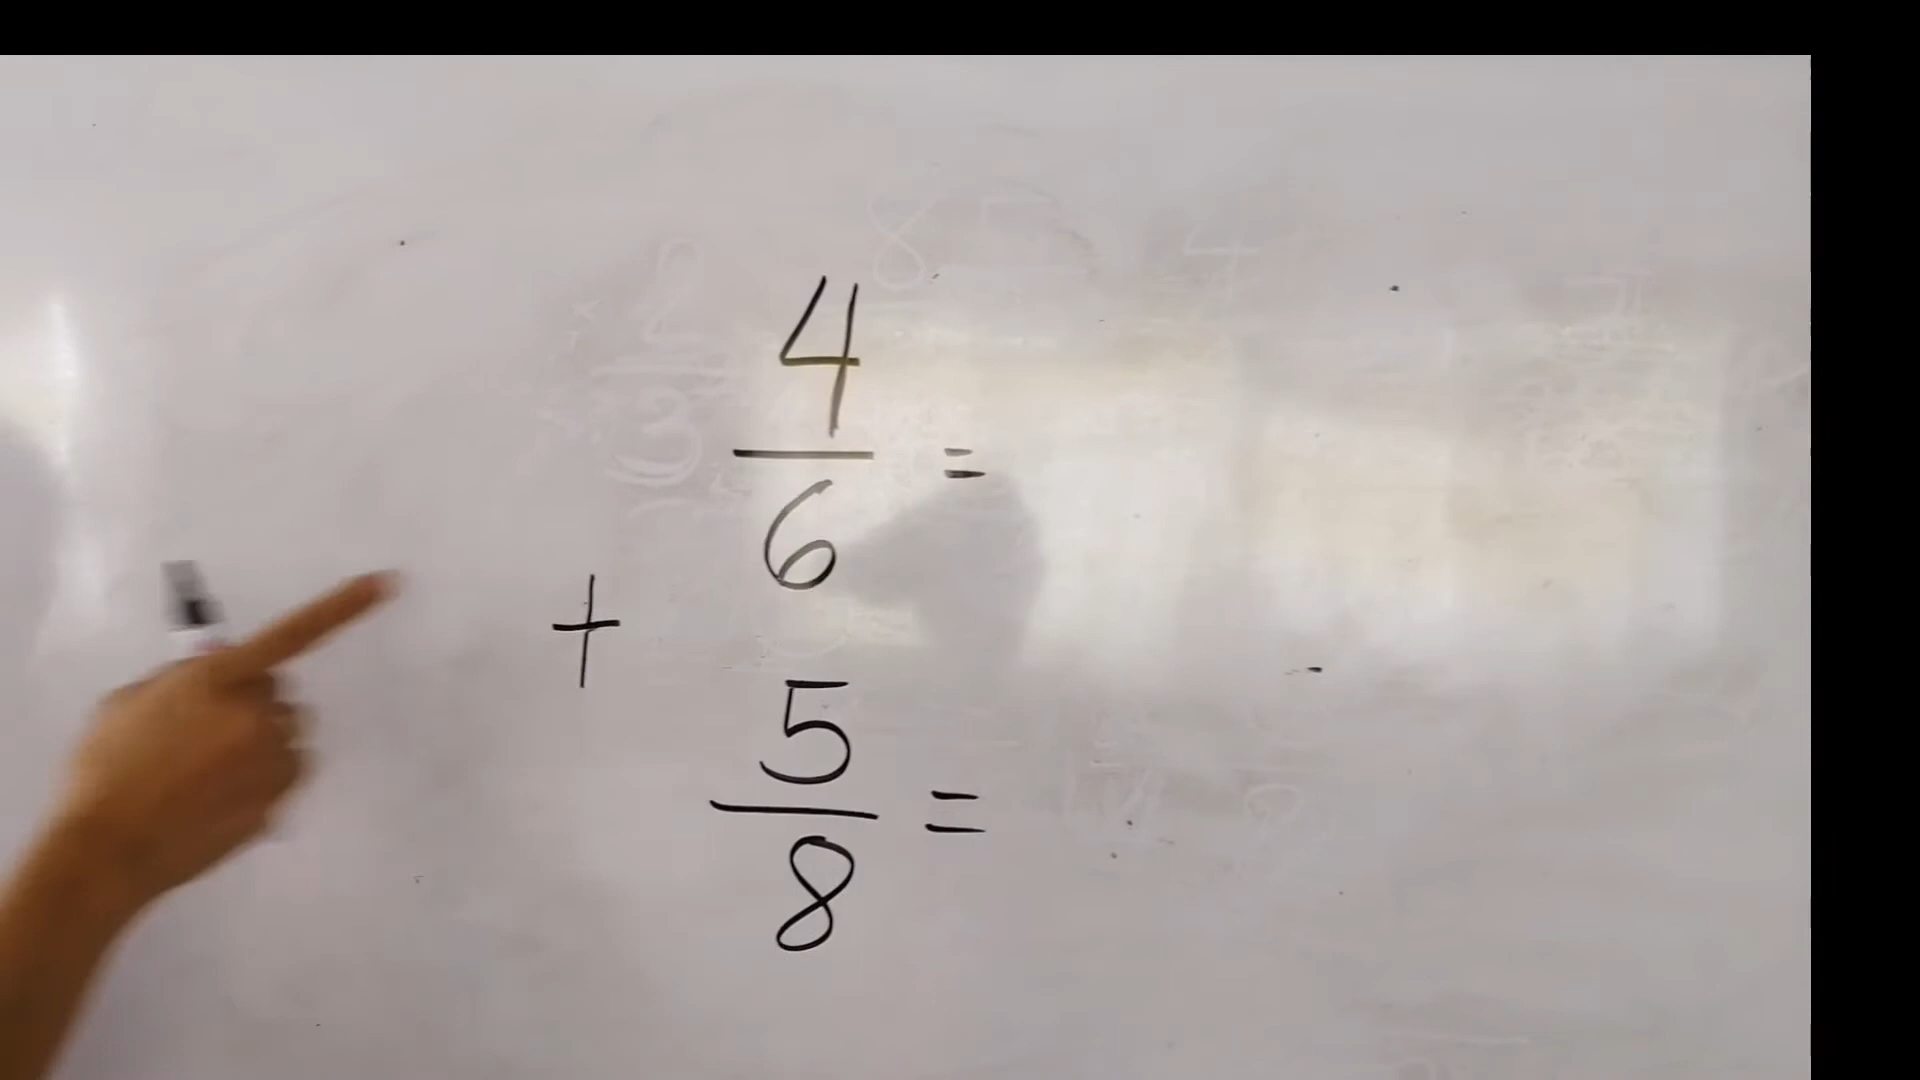 4/6 =
+
5/8 =